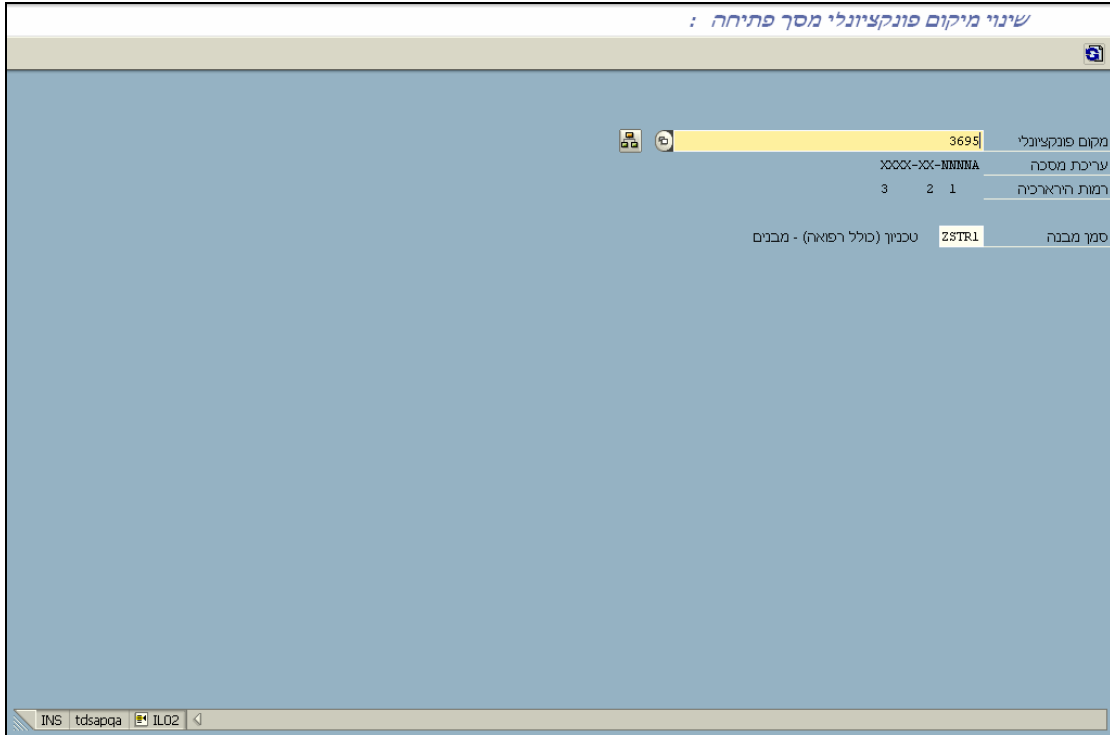 שינוי מיקום פונקציונלי מסך פתיחה :
מקום פונקציונלי 3695
עריכת מסכה XXXX-XX-NNNNA
רמות היררכיה 1 2 3
סמן מבנה ZSTR1 טכניון (כולל רפואה) - מבנים
INS tdsapqa IL02